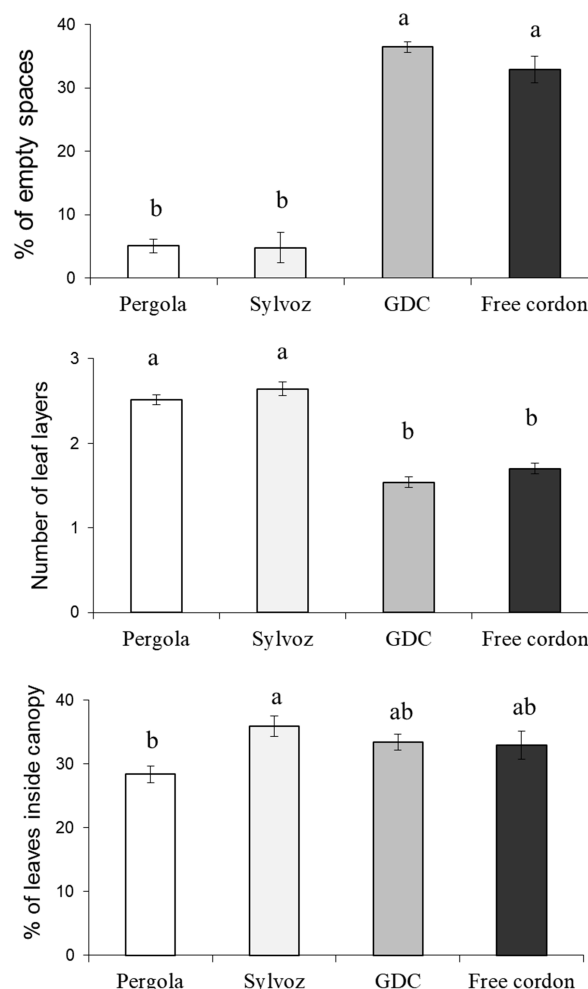 % of empty spaces
40
30
20
10
0
b
b
a
a
Pergola
Sylvoz
GDC
Free cordon
Number of leaf layers
3
2
1
0
a
a
b
b
Pergola
Sylvoz
GDC
Free cordon
% of leaves inside canopy
40
30
20
10
0
b
a
ab
ab
Pergola
Sylvoz
GDC
Free cordon